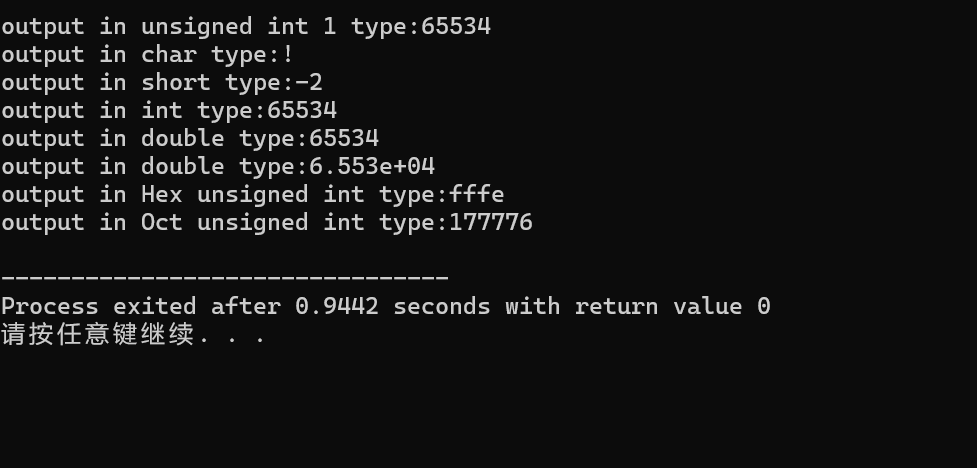 output in unsigned int 1 type:65534
output in char type:!
output in short type:-2
output in int type:65534
output in double type:65534
output in double type:6.553e+04
output in Hex unsigned int type:fffe
output in Oct unsigned int type:177776
--------------------------------
Process exited after 0.9442 seconds with return value 0
请按任意键继续. . .